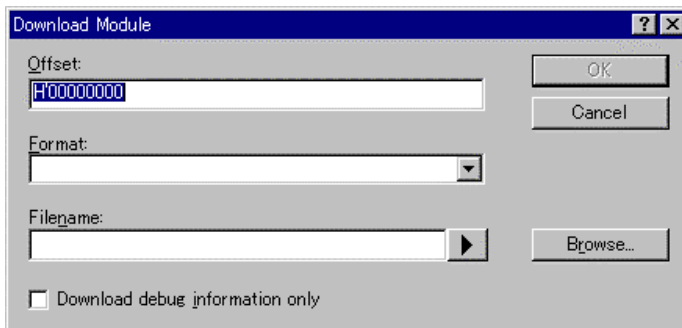 Download Module
Offset:
H'00000000
OK
Cancel
Format:
Filename:
Browse...
Download debug information only